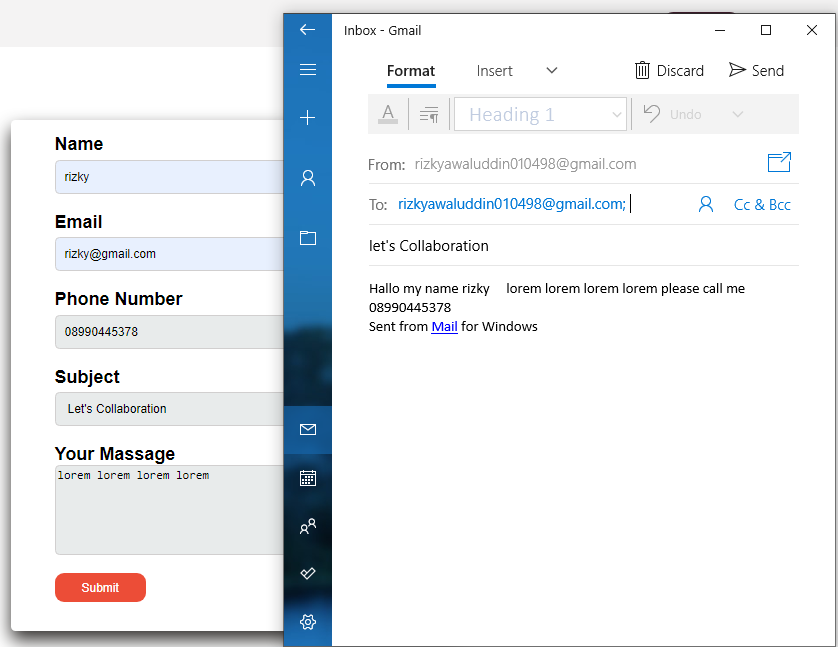 Name
rizky
Email
rizky@gmail.com
Phone Number
08990445378
Subject
Let's Collaboration
Your Massage
lorem lorem lorem lorem
Submit
Inbox - Gmail
Format Insert Discard Send
A Heading 1 Undo
From: rizkyawaluddin010498@gmail.com
To: rizkyawaluddin010498@gmail.com; Cc & Bcc
let's Collaboration
Hallo my name rizky lorem lorem lorem lorem please call me
08990445378
Sent from Mail for Windows